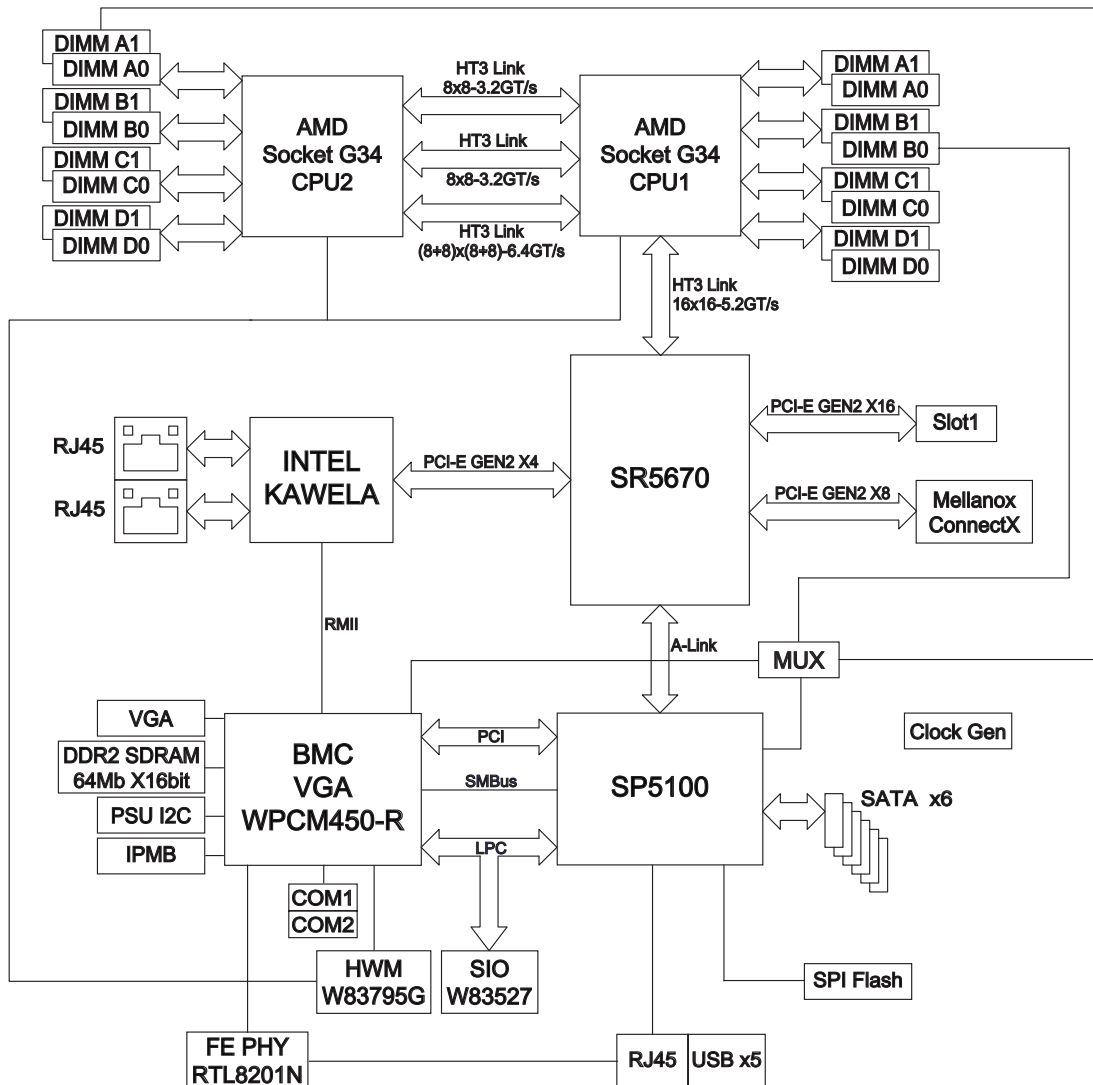 DIMM A1
DIMM A0
DIMM B1
DIMM B0
DIMM C1
DIMM C0
DIMM D1
DIMM D0
AMD
Socket G34
CPU2
HT3 Link
8x8-3.2GT/s
HT3 Link
8x8-3.2GT/s
HT3 Link
(8+8)x(8+8)-6.4GT/s
AMD
Socket G34
CPU1
DIMM A1
DIMM A0
DIMM B1
DIMM B0
DIMM C1
DIMM C0
DIMM D1
DIMM D0
HT3 Link
16x16-5.2GT/s
RJ45
RJ45
INTEL
KAWELA
PCI-E GEN2 X4
SR5670
PCI-E GEN2 X16
Slot1
PCI-E GEN2 X8
Mellanox
ConnectX
RMII
A-Link
MUX
VGA
DDR2 SDRAM
64Mb X16bit
PSU I2C
IPMB
BMC
VGA
WPCM450-R
PCI
SMBus
LPC
SP5100
Clock Gen
SATA x6
COM1
COM2
HWM
W83795G
SIO
W83527
SPI Flash
FE PHY
RTL8201N
RJ45
USB x5